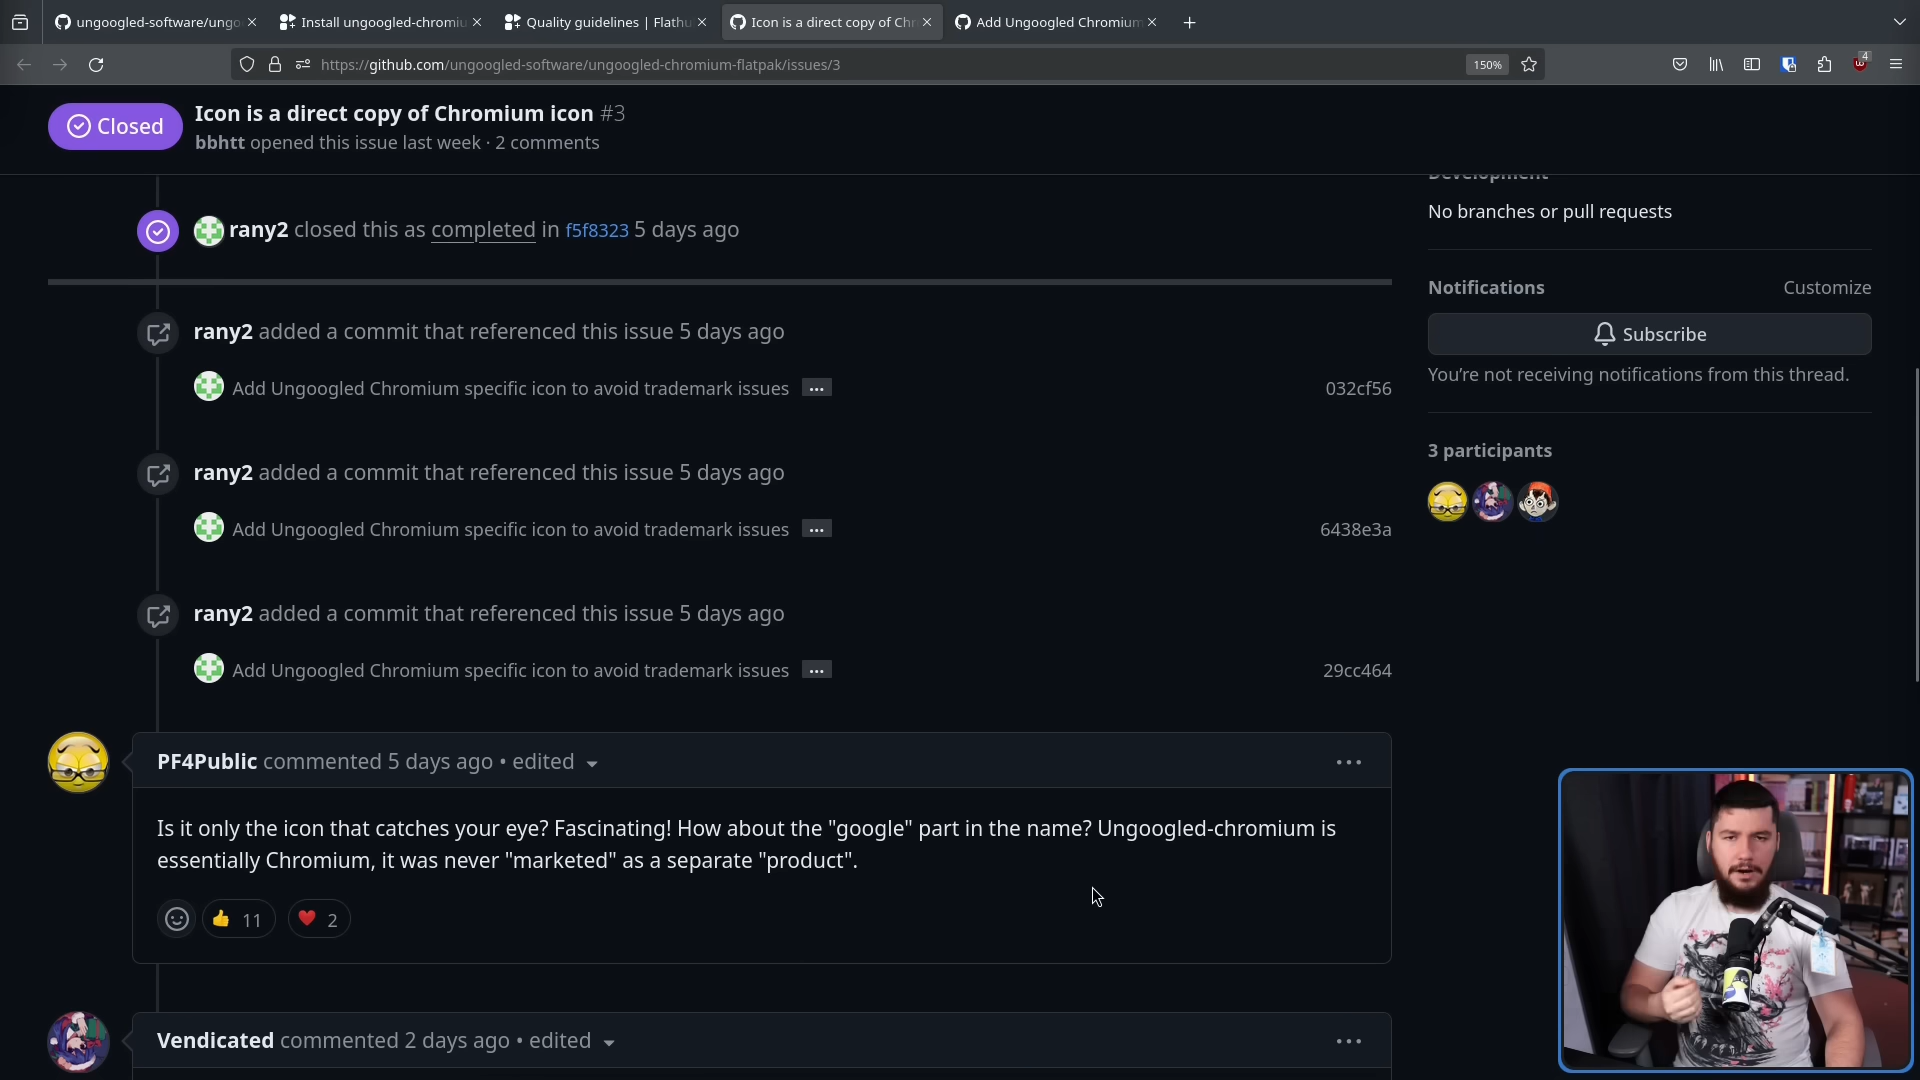 ungoogled-software/ungo
Install ungoogled-chromiu
Quality guidelines | Flathu
Icon is a direct copy of Chr
Add Ungoogled Chromium
https://github.com/ungoogled-software/ungoogled-chromium-flatpak/issues/3
150%
4
Closed
Icon is a direct copy of Chromium icon #3
bbhtt opened this issue last week · 2 comments
rany2 closed this as completed in f5f8323 5 days ago
rany2 added a commit that referenced this issue 5 days ago
Add Ungoogled Chromium specific icon to avoid trademark issues ...
032cf56
rany2 added a commit that referenced this issue 5 days ago
Add Ungoogled Chromium specific icon to avoid trademark issues ...
6438e3a
rany2 added a commit that referenced this issue 5 days ago
Add Ungoogled Chromium specific icon to avoid trademark issues ...
29cc464
PF4Public commented 5 days ago • edited
Is it only the icon that catches your eye? Fascinating! How about the "google" part in the name? Ungoogled-chromium is
essentially Chromium, it was never "marketed" as a separate "product".
👍 11
❤️ 2
Vendicated commented 2 days ago • edited
Development
No branches or pull requests
Notifications
Customize
Subscribe
You're not receiving notifications from this thread.
3 participants